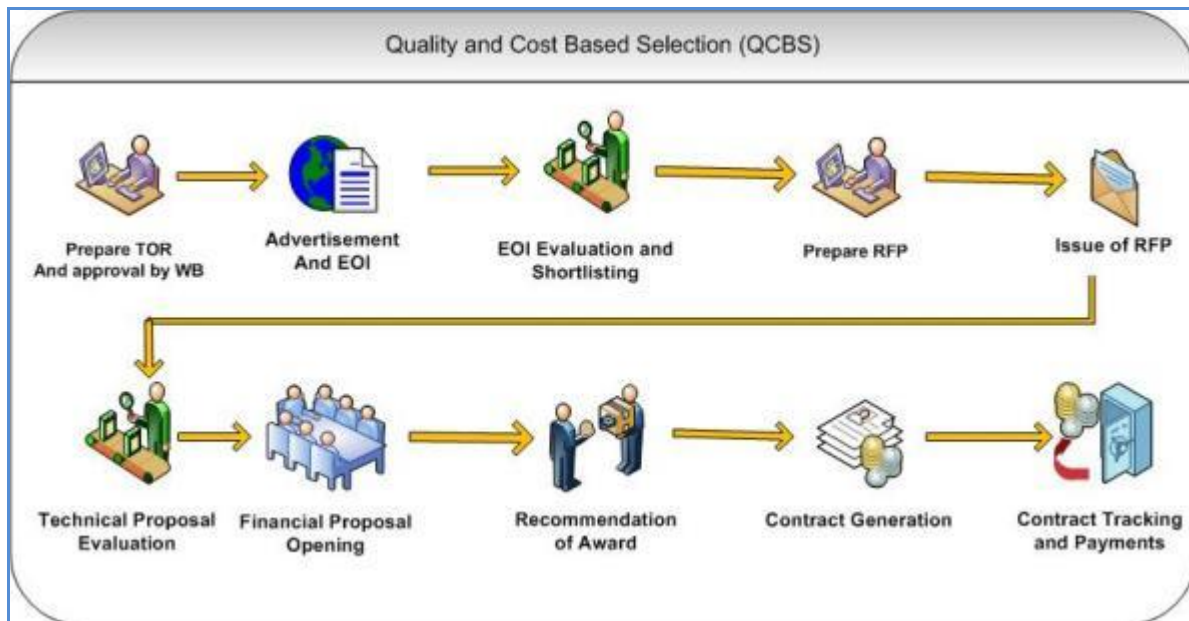 Quality and Cost Based Selection (QCBS)
Prepare TOR
And approval by WB
Advertisement
And EOI
EOI Evaluation and
Shortlisting
Prepare RFP
Issue of RFP
Technical Proposal
Evaluation
Financial Proposal
Opening
Recommendation
of Award
Contract Generation
Contract Tracking
and Payments